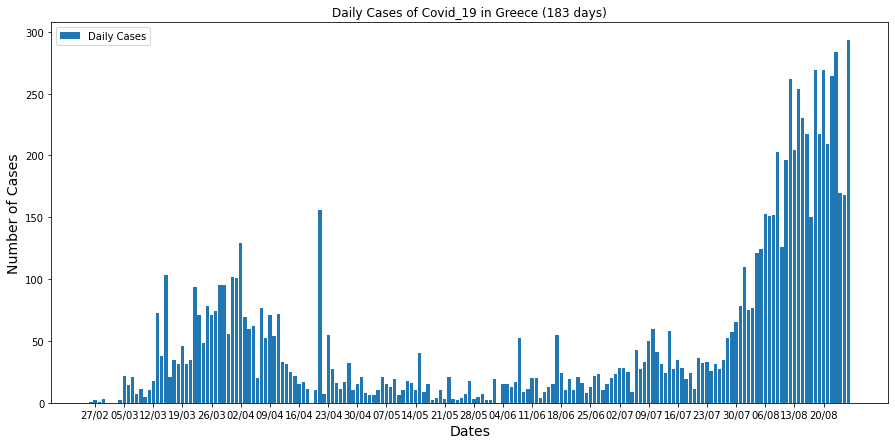 Daily Cases of Covid_19 in Greece (183 days)
Daily Cases
300
250
200
150
100
50
0
Number of Cases
27/02 05/03 12/03 19/03 26/03 02/04 09/04 16/04 23/04 30/04 07/05 14/05 21/05 28/05 04/06 11/06 18/06 25/06 02/07 09/07 16/07 23/07 30/07 06/08 13/08 20/08
Dates